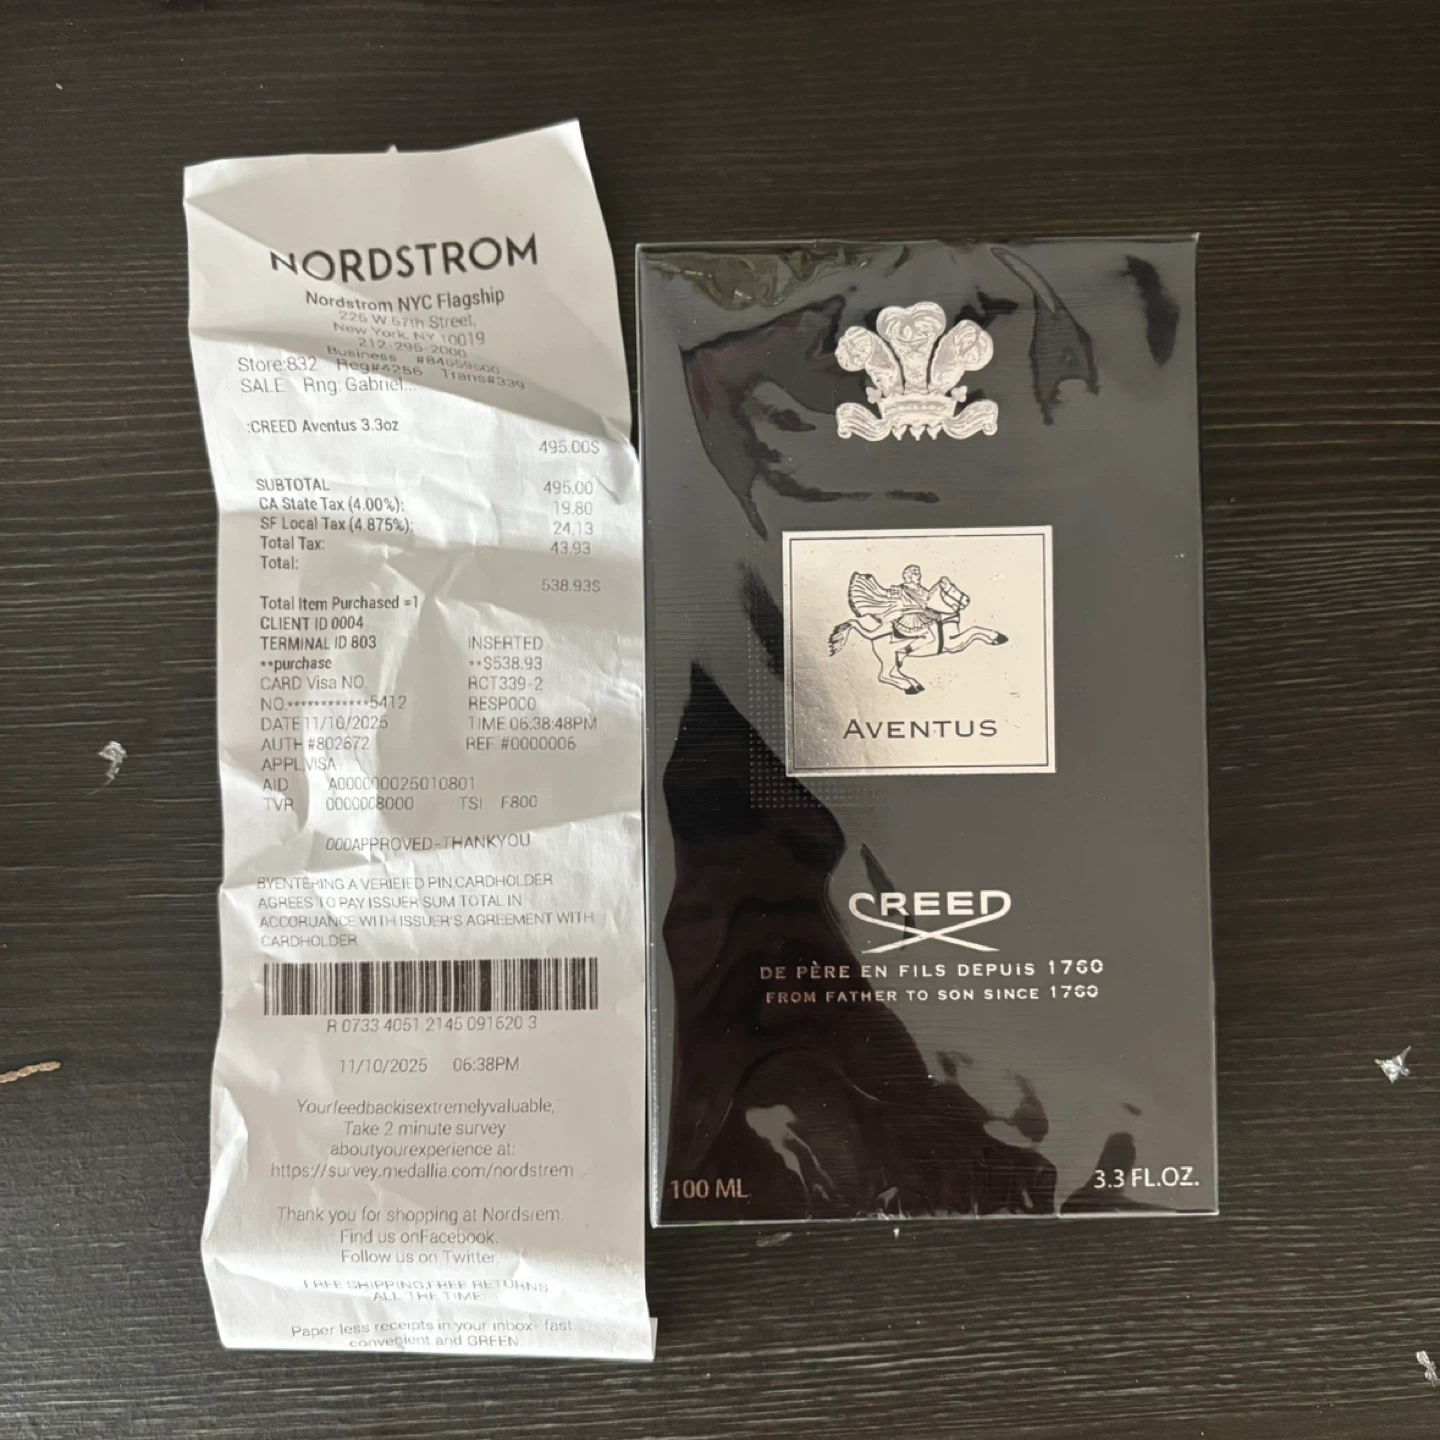 NORDSTROM
Nordstrom NYC Flagship
225 W 57th Street,
New York, NY 10019
212-295-2000
Business #84559500
Store:832 Reg#4256 Trans#339
SALE Rng: Gabriel...
:CREED Aventus 3.3oz
495.00$
SUBTOTAL 495.00
CA State Tax (4.00%): 19.80
SF Local Tax (4.875%): 24.13
Total Tax: 43.93
Total:
538.93$
Total Item Purchased =1
CLIENT ID 0004
TERMINAL ID 803 INSERTED
**purchase **$538.93
CARD Visa NO. RCT339-2
NO.************5412 RESP000
DATE 11/10/2025 TIME 06:38:48PM
AUTH #802672 REF #0000006
APPL.VISA
AID A000000025010801
TVR 0000008000 TSI F800
000APPROVED-THANKYOU
BYENTERING A VERIEIED PIN.CARDHOLDER
AGREES TO PAY ISSUER SUM TOTAL IN
ACCORUANCE WITH ISSUER'S AGREEMENT WITH
CARDHOLDER
R 0733 4051 2145 091620 3
11/10/2025 06:38PM
Yourfeedbackisextremelyvaluable,
Take 2 minute survey
aboutyourexperience at:
https://survey.medallia.com/nordstrem
Thank you for shopping at Nordsrem.
Find us onFacebook.
Follow us on Twitter.
FREE SHIPPING.FREE RETURNS
ALL THE TIME.
Paper less receipts in your inbox- fast
convenient and GREEN.
AVENTUS
CREED
DE PÈRE EN FILS DEPUiS 1760
FROM FATHER TO SON SINCE 1760
100 ML
3.3 FL.OZ.